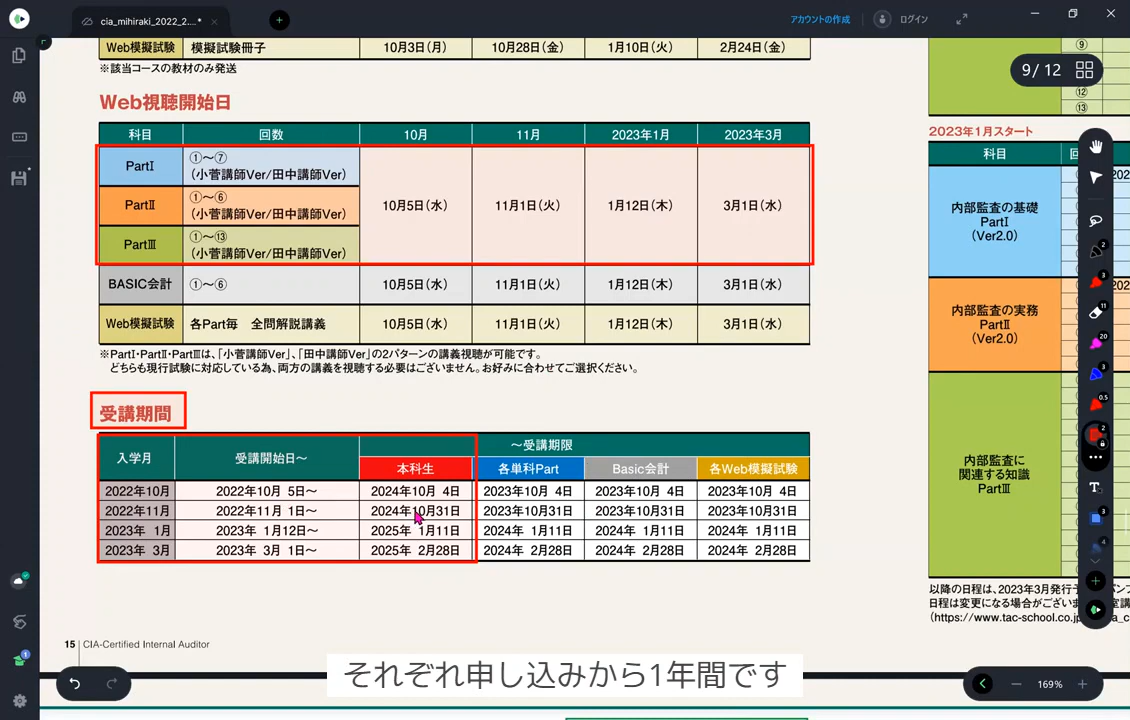 cia_mihiraki_2022_2....*
アカウントの作成
ログイン
9/12
Web模擬試験 模擬試験冊子 10月3日(月) 10月28日(金) 1月10日(火) 2月24日(金)
※該当コースの教材のみ発送
Web視聴開始日
科目 回数 10月 11月 2023年1月 2023年3月
PartⅠ ①～⑦
(小菅講師Ver/田中講師Ver)
PartⅡ ①～⑥
(小菅講師Ver/田中講師Ver)
10月5日(水) 11月1日(火) 1月12日(木) 3月1日(水)
PartⅢ ①～⑬
(小菅講師Ver/田中講師Ver)
BASIC会計 ①～⑥ 10月5日(水) 11月1日(火) 1月12日(木) 3月1日(水)
Web模擬試験 各Part毎 全問解説講義 10月5日(水) 11月1日(火) 1月12日(木) 3月1日(水)
※PartⅠ・PartⅡ・PartⅢは、「小菅講師Ver」、「田中講師Ver」の2パターンの講義視聴が可能です。
どちらも現行試験に対応している為、両方の講義を視聴する必要はございません。お好みに合わせてご選択ください。
受講期間
入学月 受講開始日～ ～受講期限
本科生 各単科Part Basic会計 各Web模擬試験
2022年10月 2022年10月 5日～ 2024年10月 4日 2023年10月 4日 2023年10月 4日 2023年10月 4日
2022年11月 2022年11月 1日～ 2024年10月31日 2023年10月31日 2023年10月31日 2023年10月31日
2023年 1月 2023年 1月12日～ 2025年 1月11日 2024年 1月11日 2024年 1月11日 2024年 1月11日
2023年 3月 2023年 3月 1日～ 2025年 2月28日 2024年 2月28日 2024年 2月28日 2024年 2月28日
15 | CIA-Certified Internal Auditor
⑨
⑫
⑬
2023年1月スタート
科目
内部監査の基礎
PartⅠ
(Ver2.0)
内部監査の実務
PartⅡ
(Ver2.0)
内部監査に
関連する知識
PartⅢ
以降の日程は、2023年3月発行予
日程は変更になる場合がございま
(https://www.tac-school.co.jp
それぞれ申し込みから1年間です
169%